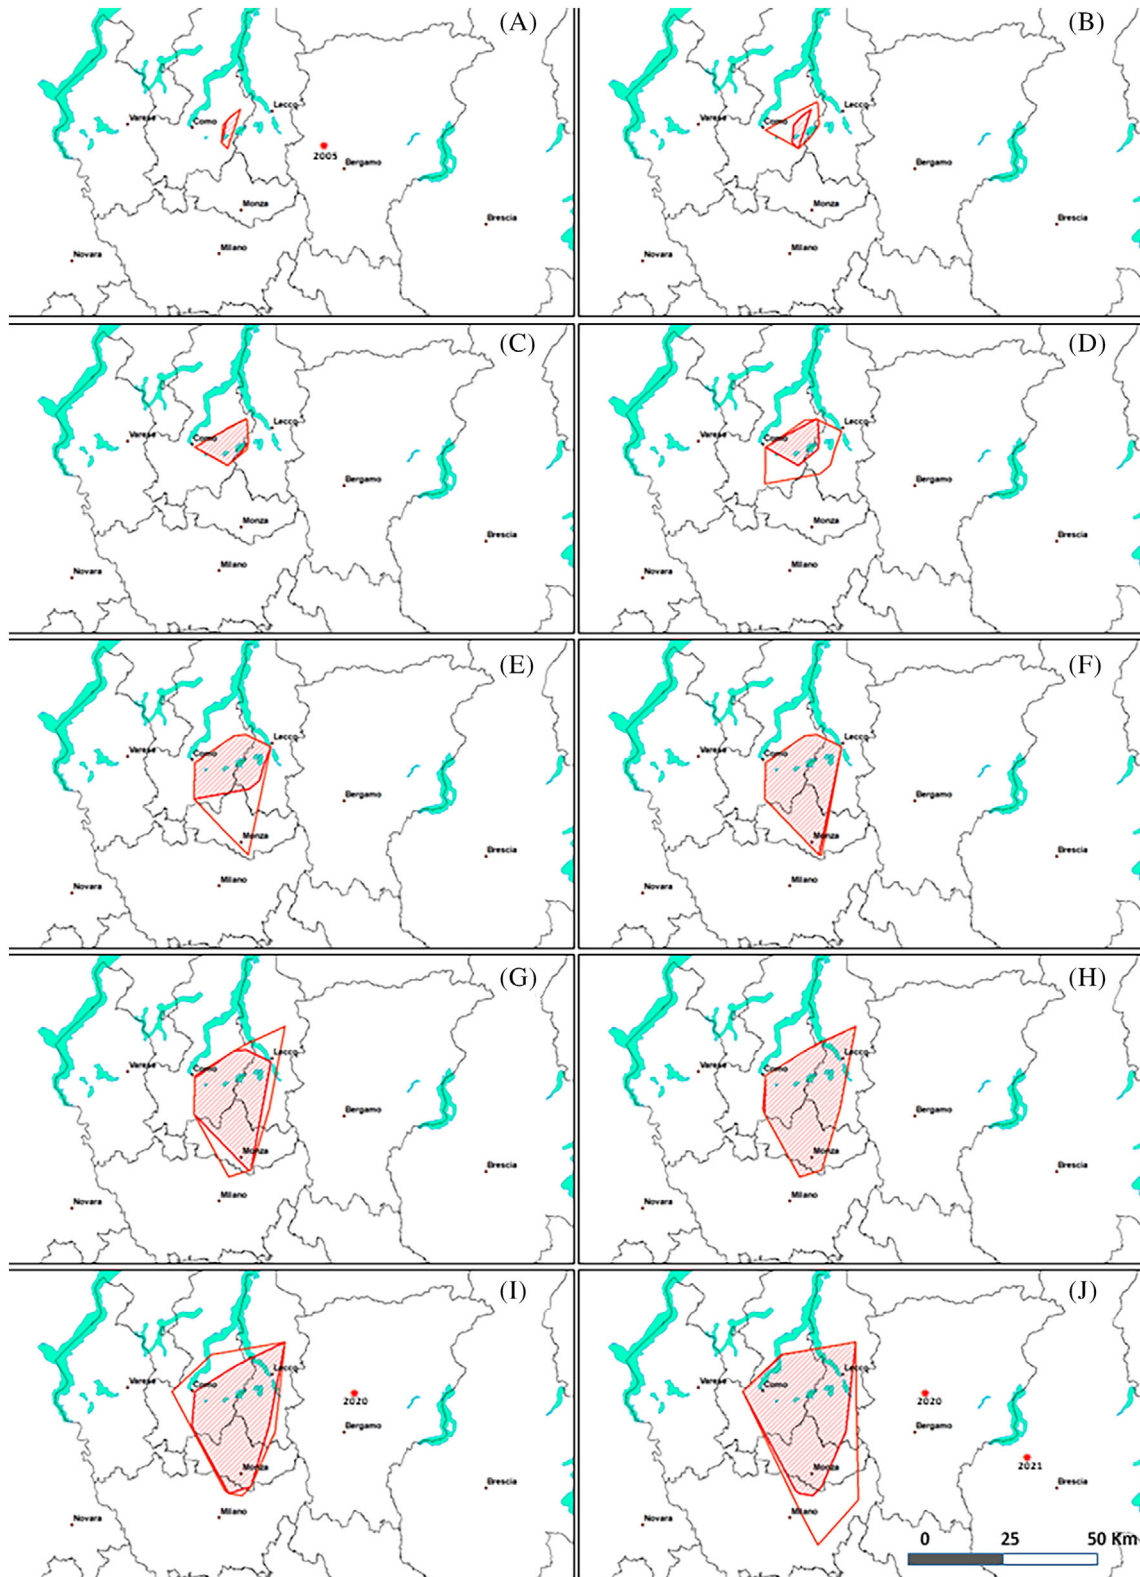 (A)
Lecco
Varese
Como
2005
Bergamo
Monza
Brescia
Milano
Novara
(B)
Lecco
Varese
Como
Bergamo
Monza
Brescia
Milano
Novara
(C)
Lecco
Varese
Como
Bergamo
Monza
Brescia
Milano
Novara
(D)
Lecco
Varese
Como
Bergamo
Monza
Brescia
Milano
Novara
(E)
Lecco
Varese
Como
Bergamo
Monza
Brescia
Milano
Novara
(F)
Lecco
Varese
Como
Bergamo
Monza
Brescia
Milano
Novara
(G)
Lecco
Varese
Como
Bergamo
Monza
Brescia
Milano
Novara
(H)
Lecco
Varese
Como
Bergamo
Monza
Brescia
Milano
Novara
(I)
Lecco
Varese
Como
2020
Bergamo
Monza
Brescia
Milano
Novara
(J)
Lecco
Varese
Como
2020
Bergamo
2021
Monza
Brescia
Milano
Novara
0 25 50 Km